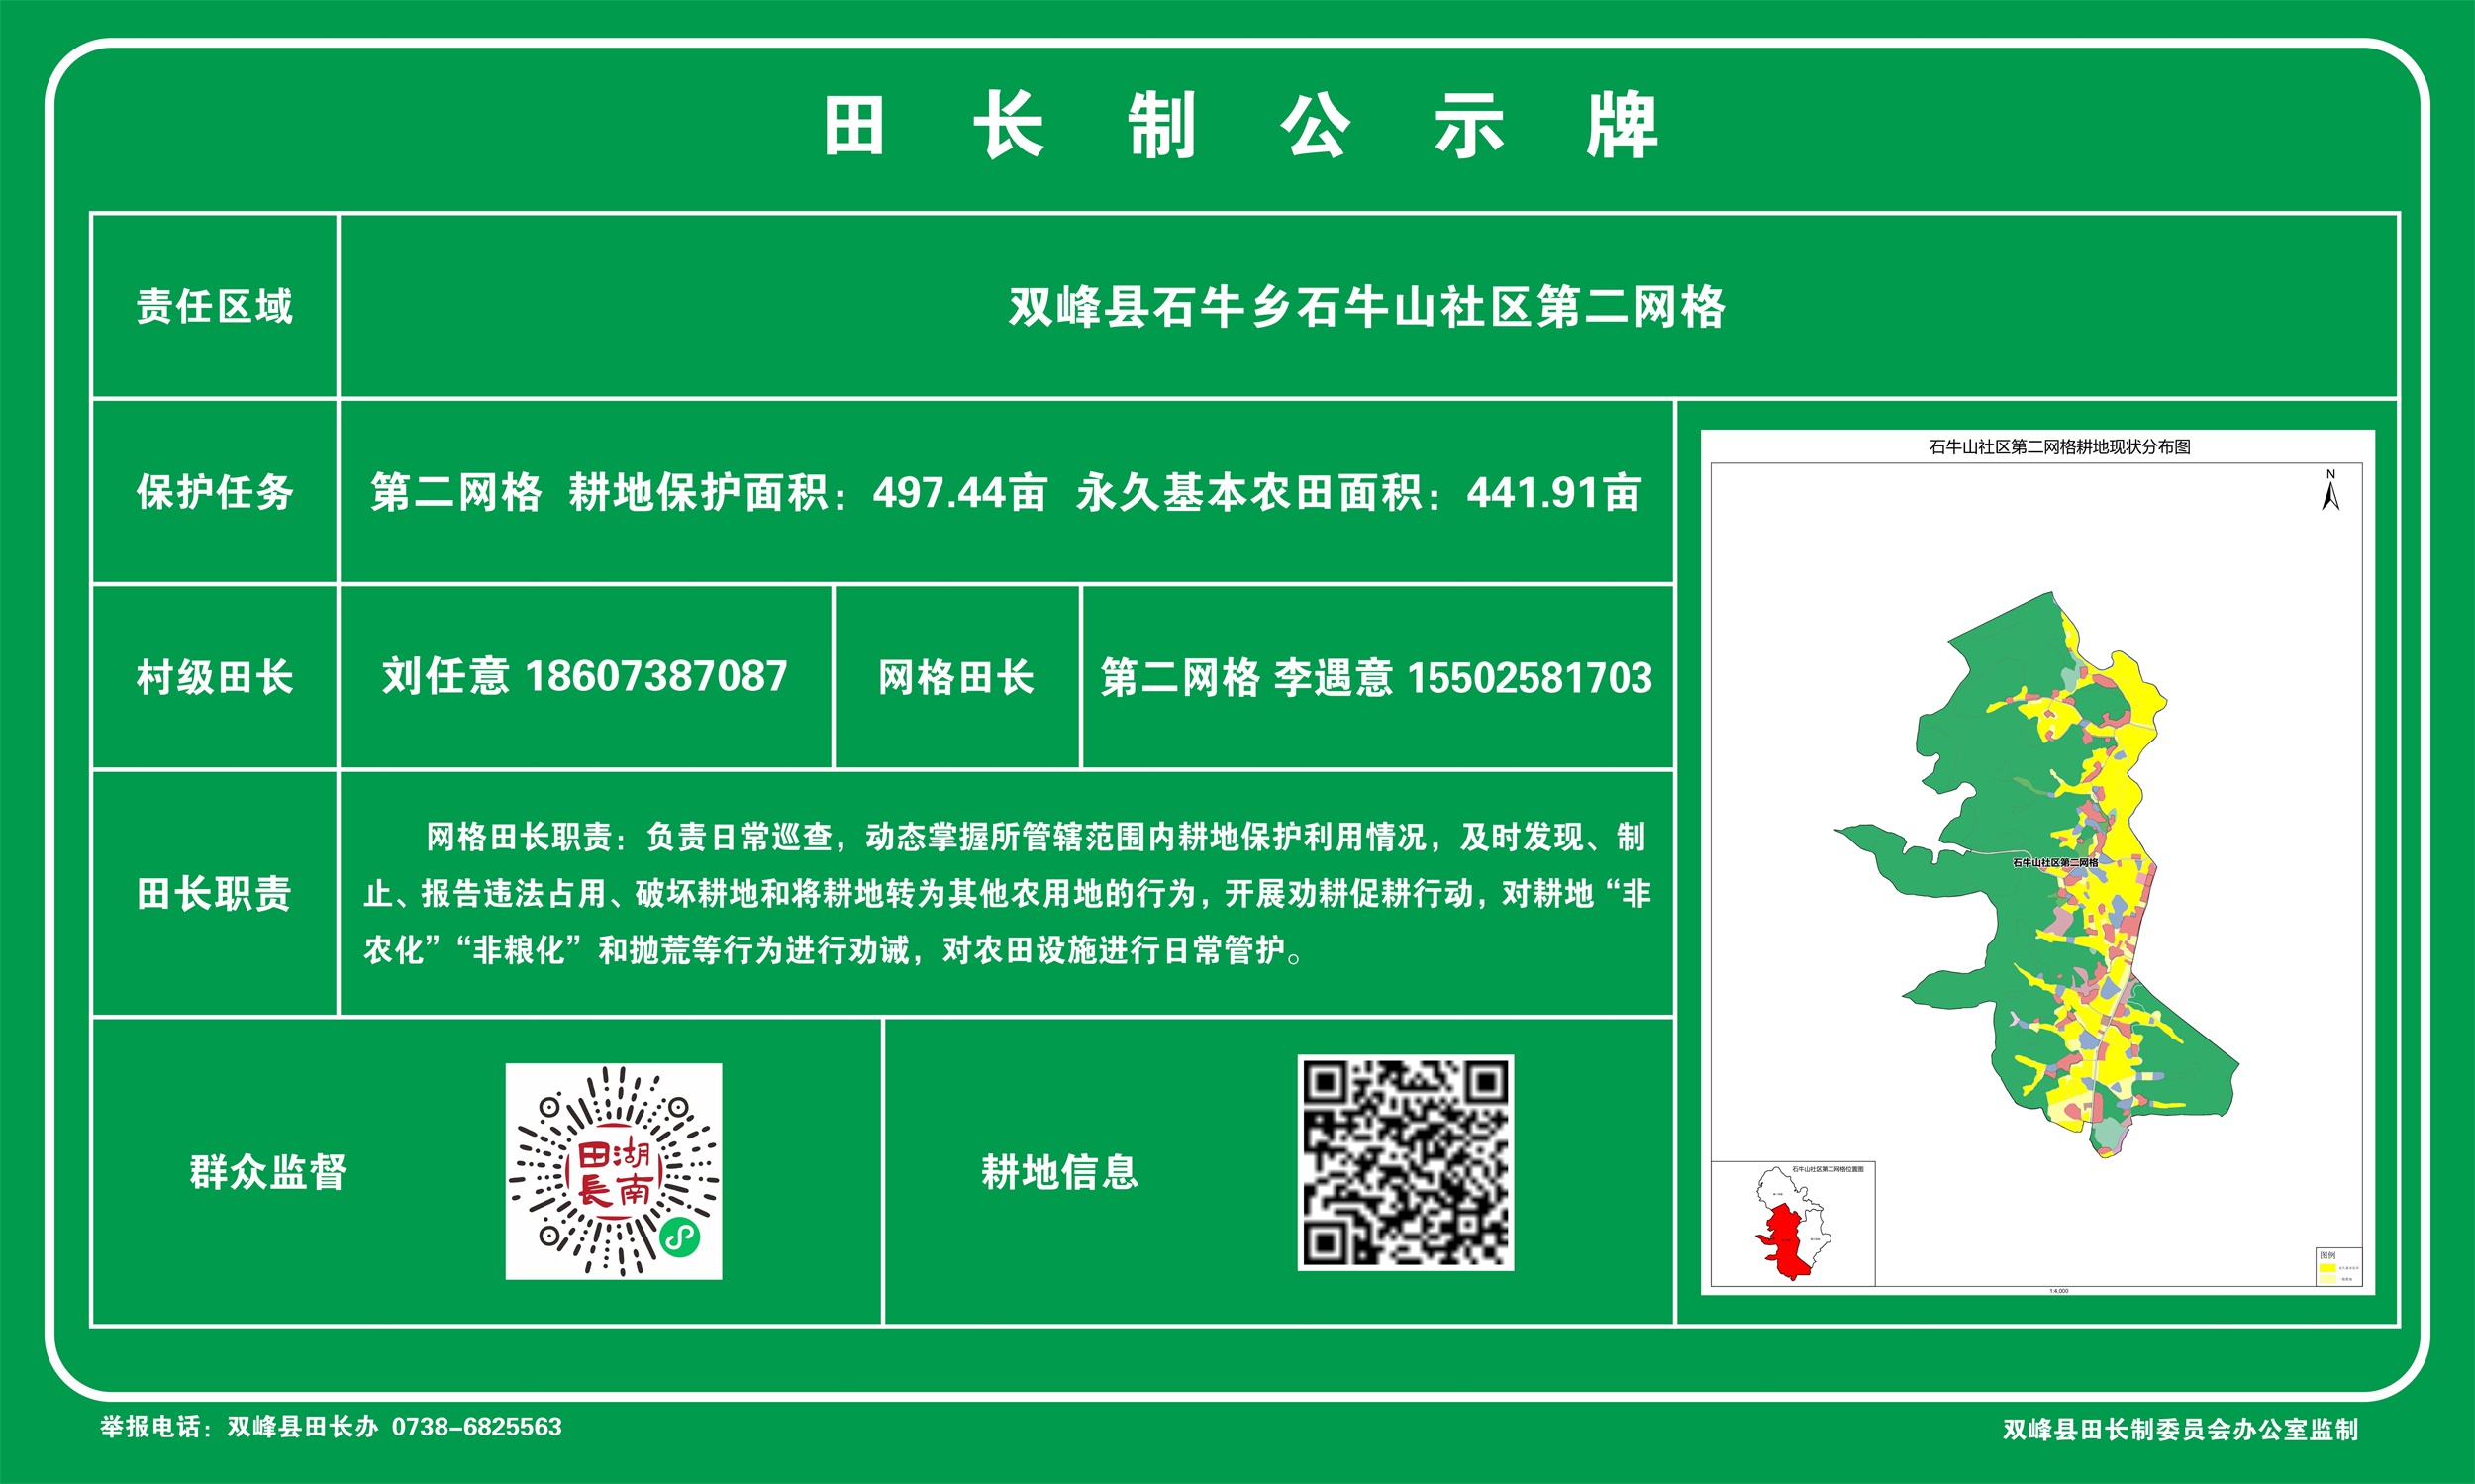 田长制公示牌
责任区域
双峰县石牛乡石牛山社区第二网格
保护任务
第二网格 耕地保护面积：497.44亩 永久基本农田面积：441.91亩
村级田长
刘任意 18607387087
网格田长
第二网格 李遇意 15502581703
田长职责
网格田长职责：负责日常巡查，动态掌握所管辖范围内耕地保护利用情况，及时发现、制
止、报告违法占用、破坏耕地和将耕地转为其他农用地的行为，开展劝耕促耕行动，对耕地“非
农化”“非粮化”和抛荒等行为进行劝诫，对农田设施进行日常管护。
群众监督
田湖
長南
耕地信息
石牛山社区第二网格耕地现状分布图
N
石牛山社区第二网格
石牛山社区第二网格位置图
图例
1:4,000
举报电话：双峰县田长办 0738-6825563
双峰县田长制委员会办公室监制